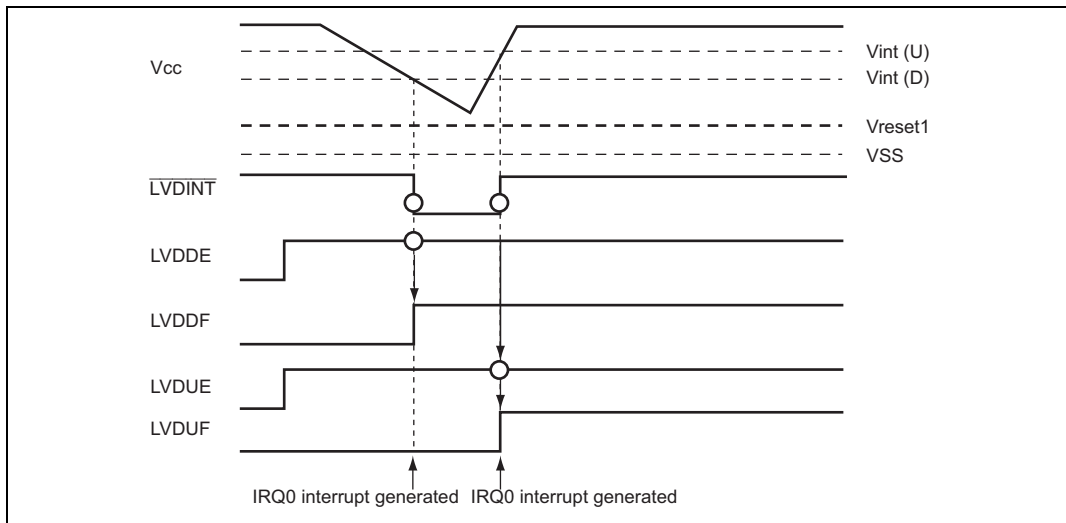 Vcc
Vint (U)
Vint (D)
Vreset1
VSS
LVDINT
LVDDE
LVDDF
LVDUE
LVDUF
IRQ0 interrupt generated
IRQ0 interrupt generated